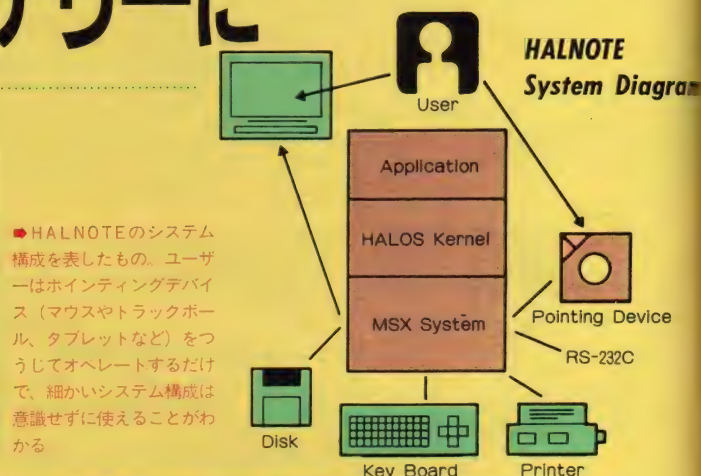 ナリーに
HALNOTE
System Diagram
User
Application
HALOS Kernel
MSX System
Pointing Device
RS-232C
Disk
Key Board
Printer
➡HALNOTEのシステム
構成を表したもの。ユーザ
ーはポインティングデバイ
ス（マウスやトラックボー
ル、タブレットなど）をつ
うじてオペレートするだけ
で、細かいシステム構成は
意識せずに使えることがわ
かる